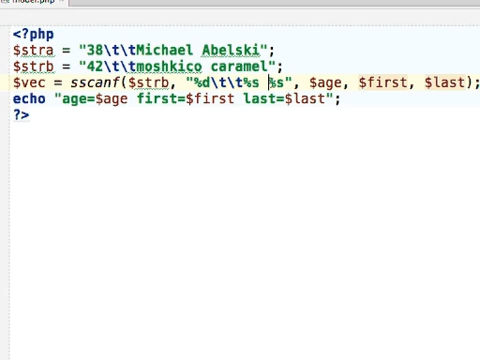 model.php
<?php
$stra = "38\t\tMichael Abelski";
$strb = "42\t\tmoshkico caramel";
$vec = sscanf($strb, "%d\t\t%s %s", $age, $first, $last);
echo "age=$age first=$first last=$last";
?>